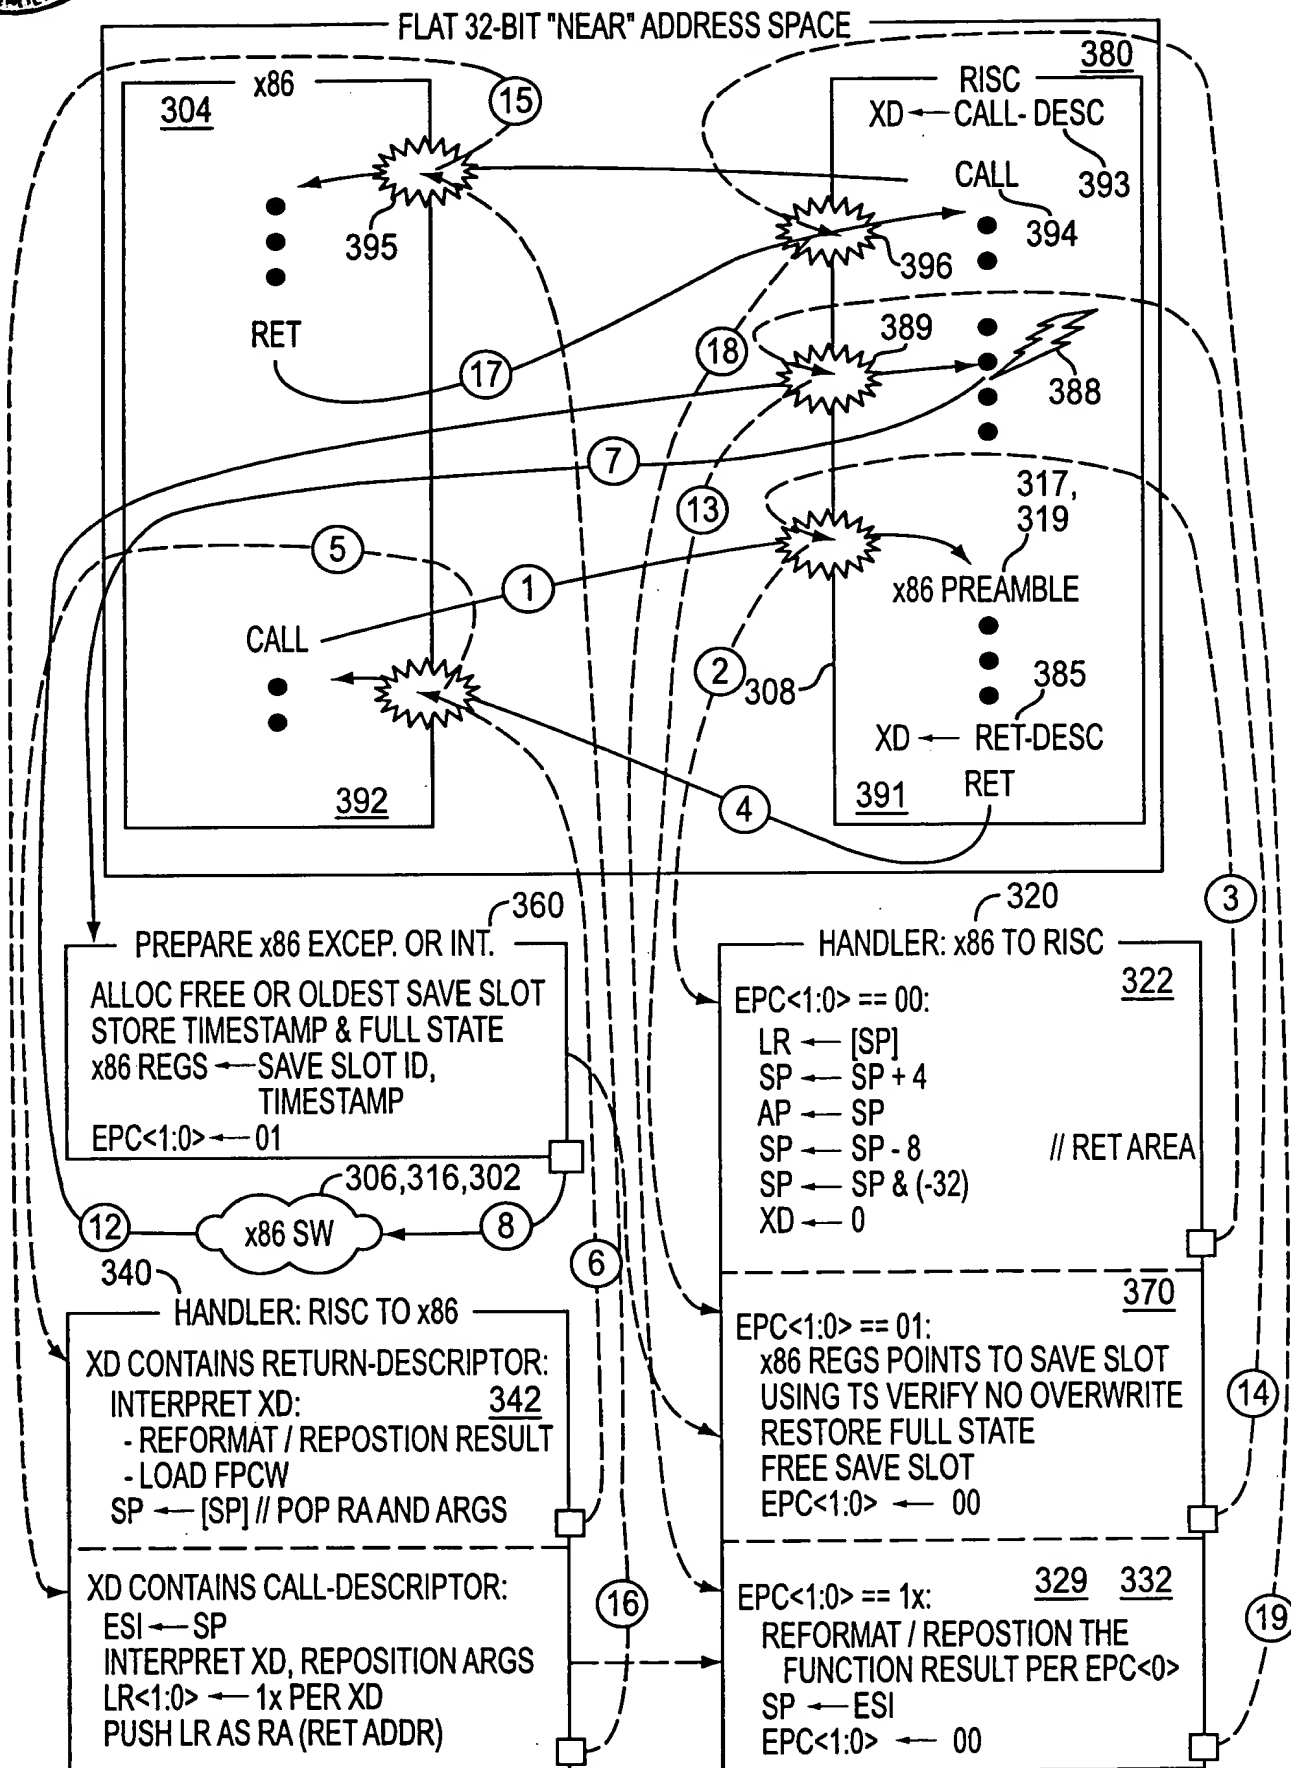 FLAT 32-BIT "NEAR" ADDRESS SPACE
380
x86
304
15
RISC
XD ← CALL- DESC
393
CALL
394
395
396
RET
17
18
389
388
7
13
317,
319
5
1
x86 PREAMBLE
CALL
2
308
385
XD ← RET-DESC
RET
392
391
4
3
360
PREPARE x86 EXCEP. OR INT.
ALLOC FREE OR OLDEST SAVE SLOT
STORE TIMESTAMP & FULL STATE
x86 REGS ← SAVE SLOT ID,
TIMESTAMP
EPC<1:0> ← 01
306,316,302
12
x86 SW
8
6
320
HANDLER: x86 TO RISC
322
EPC<1:0> == 00:
LR ← [SP]
SP ← SP + 4
AP ← SP
SP ← SP - 8 // RET AREA
SP ← SP & (-32)
XD ← 0
370
EPC<1:0> == 01:
x86 REGS POINTS TO SAVE SLOT
USING TS VERIFY NO OVERWRITE
RESTORE FULL STATE
FREE SAVE SLOT
EPC<1:0> ← 00
14
340
HANDLER: RISC TO x86
XD CONTAINS RETURN-DESCRIPTOR:
INTERPRET XD: 342
- REFORMAT / REPOSTION RESULT
- LOAD FPCW
SP ← [SP] // POP RA AND ARGS
XD CONTAINS CALL-DESCRIPTOR:
ESI ← SP
INTERPRET XD, REPOSITION ARGS
LR<1:0> ← 1x PER XD
PUSH LR AS RA (RET ADDR)
16
EPC<1:0> == 1x: 329 332
REFORMAT / REPOSTION THE
FUNCTION RESULT PER EPC<0>
SP ← ESI
EPC<1:0> ← 00
19